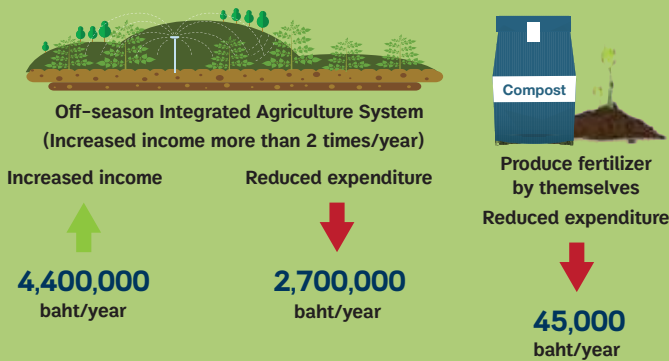 Off-season Integrated Agriculture System
(Increased income more than 2 times/year)
Increased income
4,400,000
baht/year
Reduced expenditure
2,700,000
baht/year
Compost
Produce fertilizer
by themselves
Reduced expenditure
45,000
baht/year